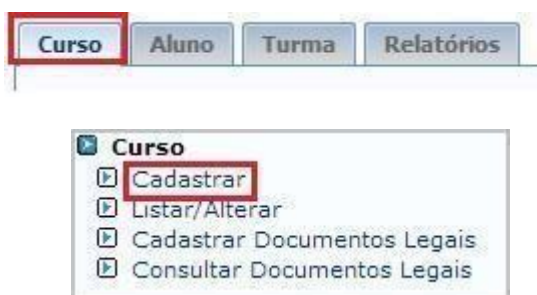 Curso Aluno Turma Relatórios
Curso
Cadastrar
Listar/Alterar
Cadastrar Documentos Legais
Consultar Documentos Legais